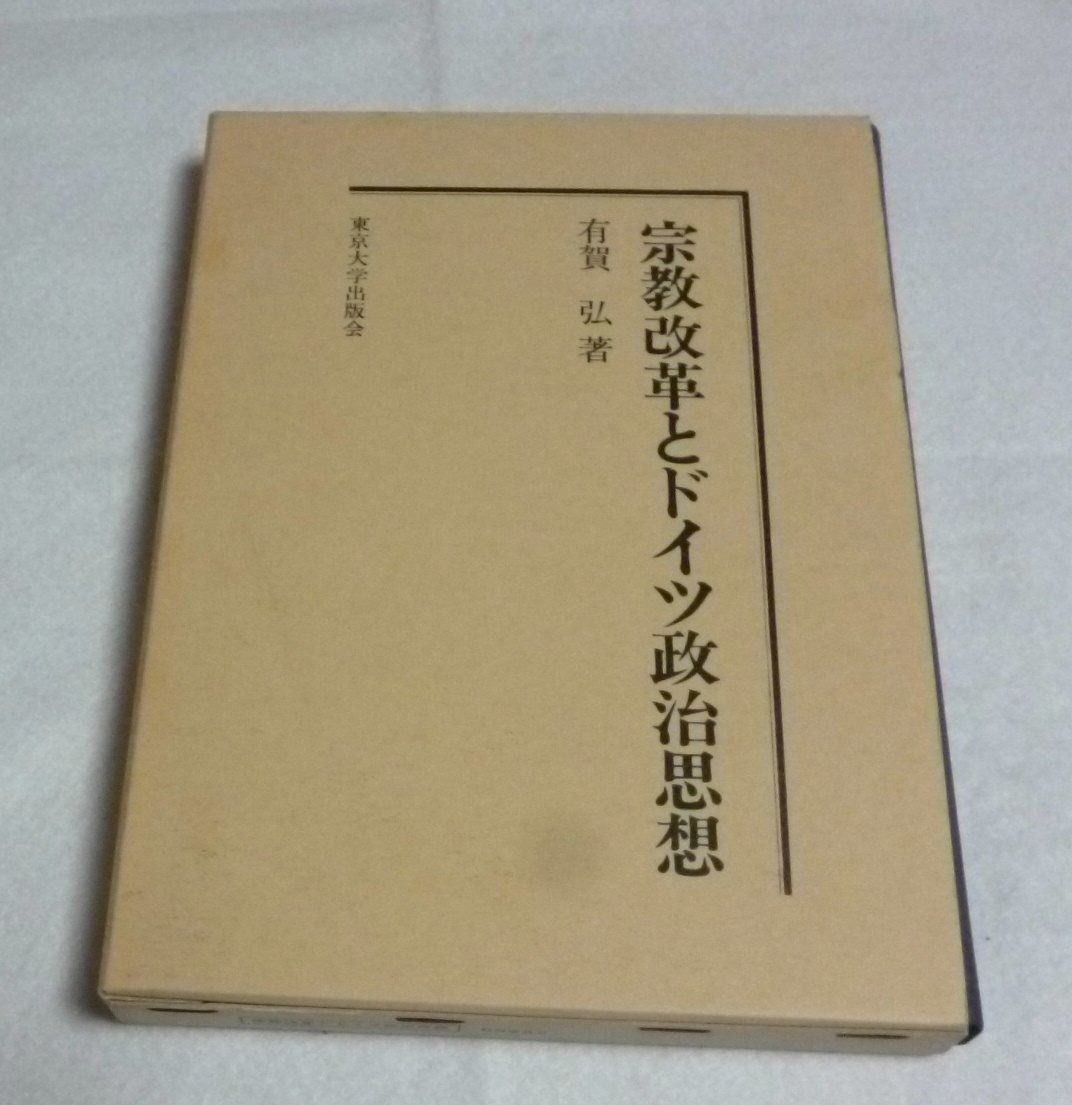 宗教改革とドイツ政治思想
有賀 弘 著
東京大学出版会